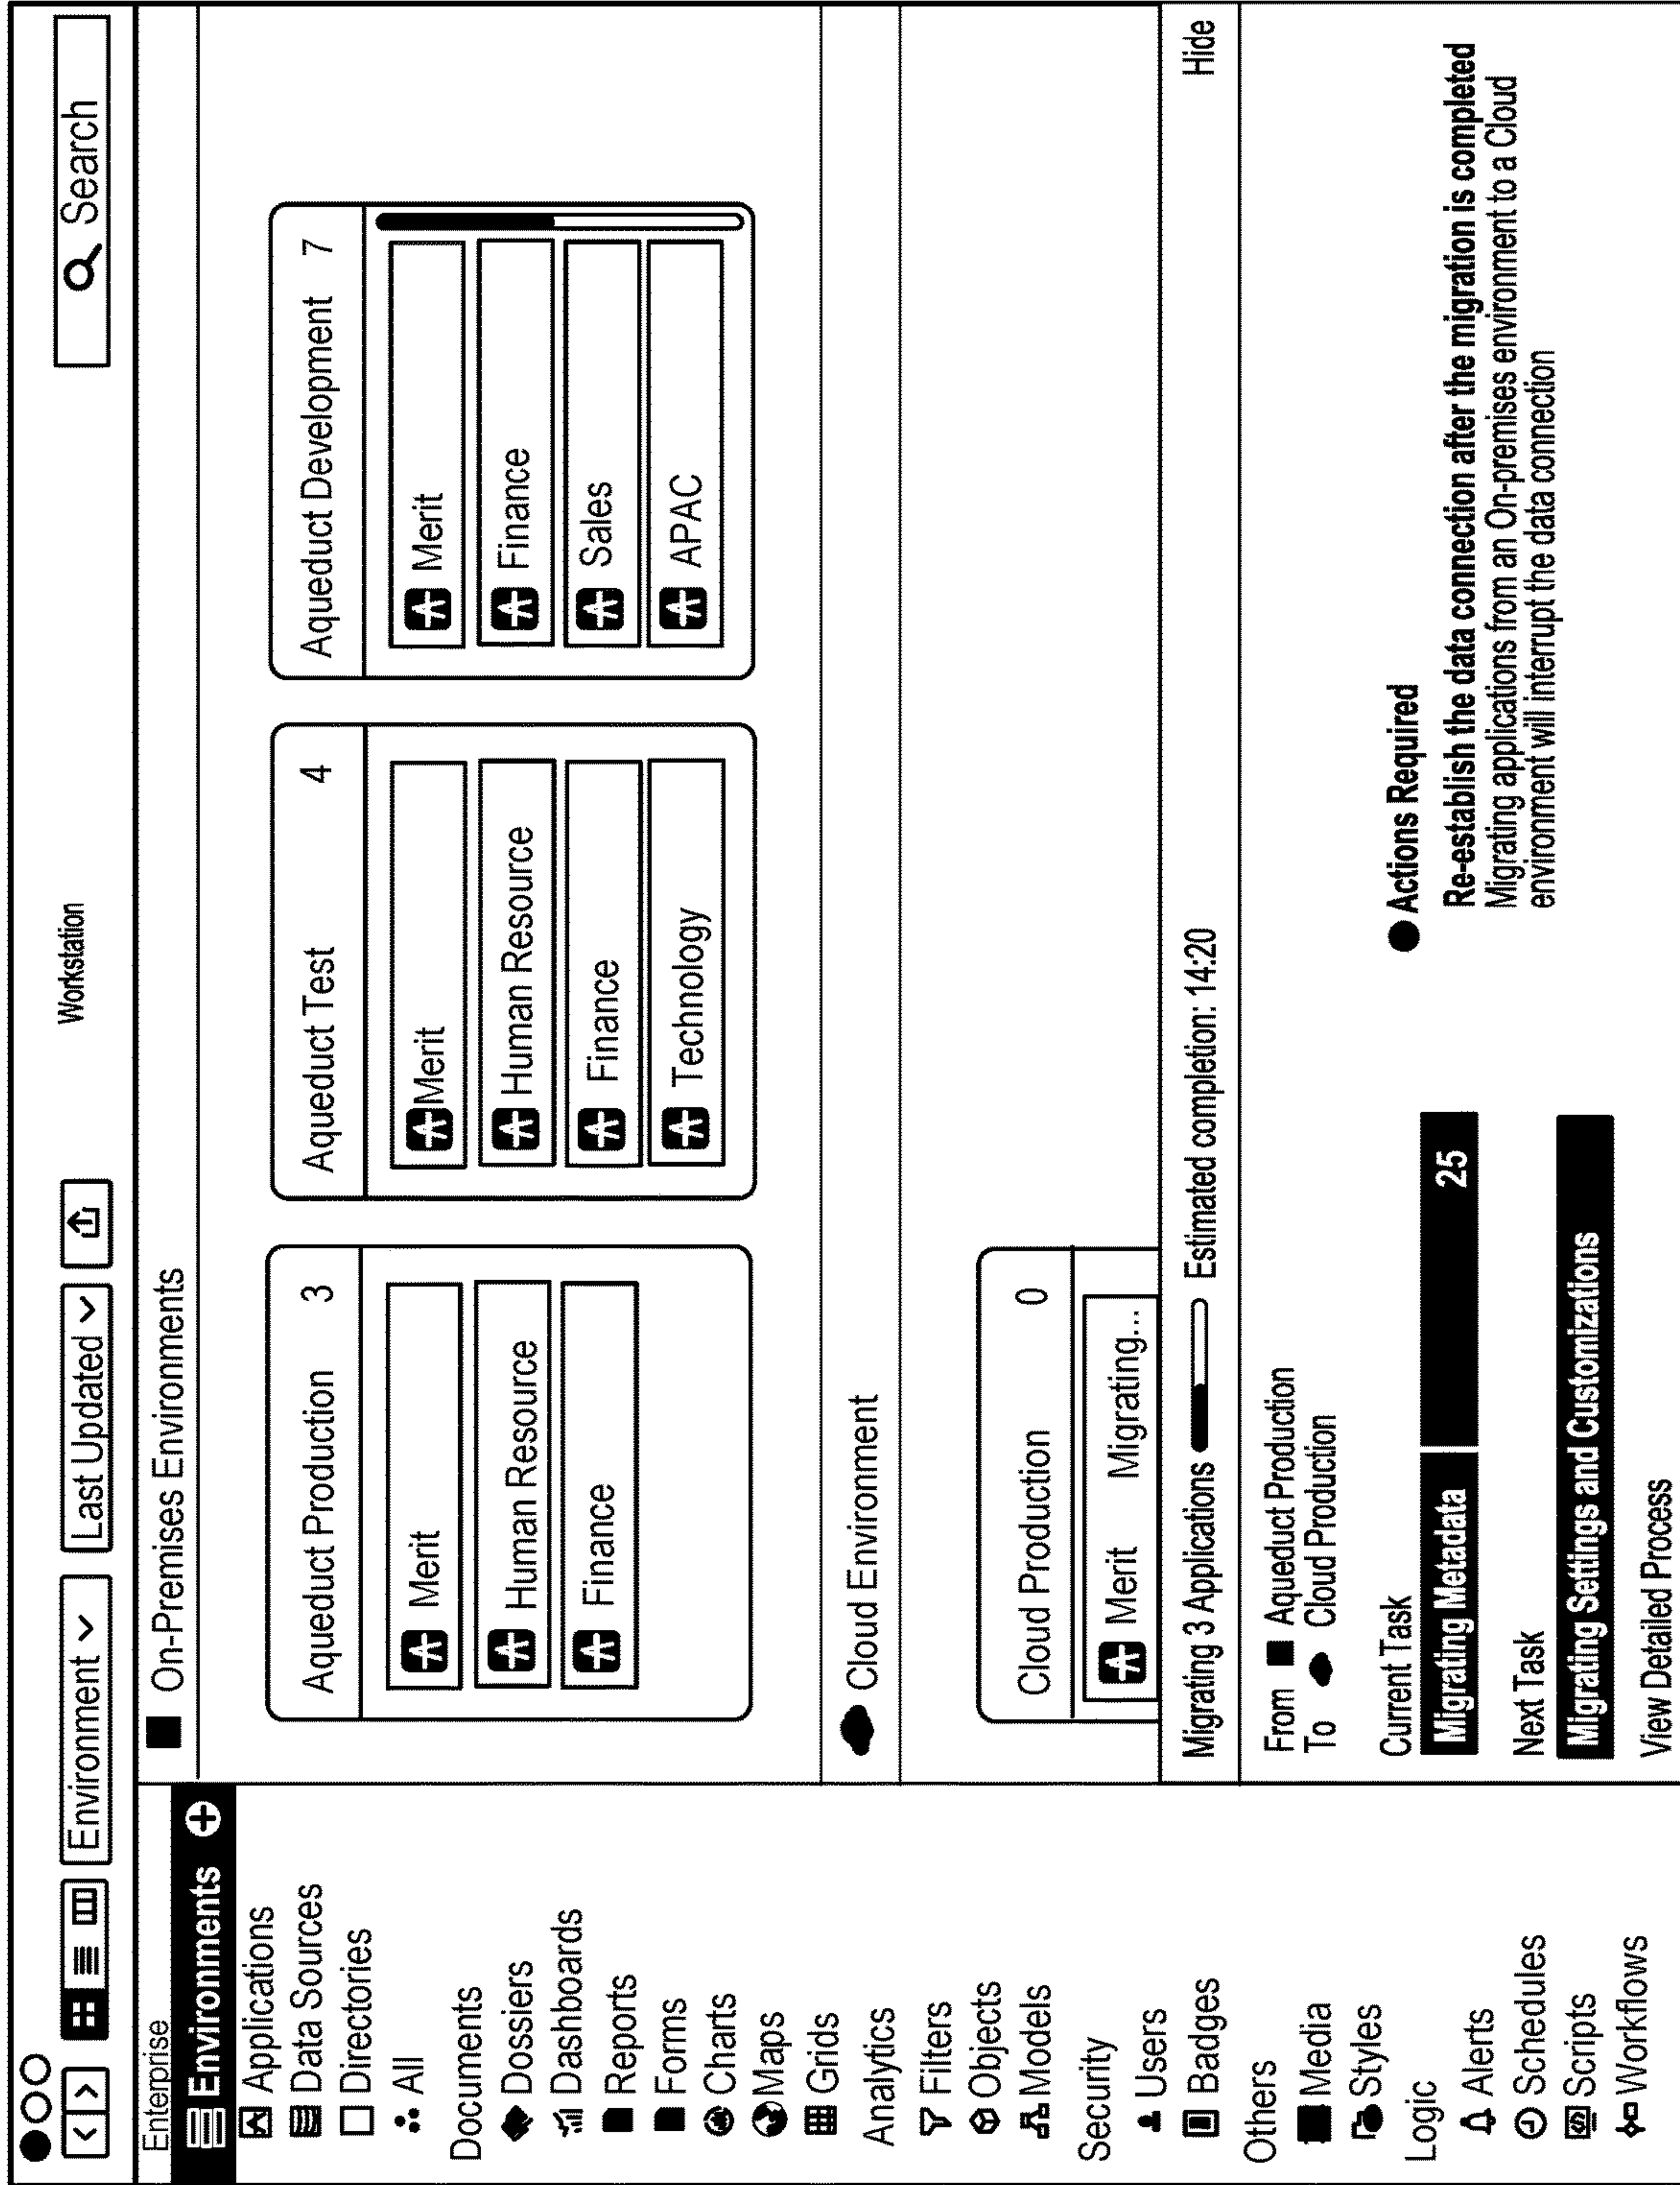 Workstation
Environment
Last Updated
Search
Enterprise
Environments
Applications
Data Sources
Directories
All
Documents
Dossiers
Dashboards
Reports
Forms
Charts
Maps
Grids
Analytics
Filters
Objects
Models
Security
Users
Badges
Others
Media
Styles
Logic
Alerts
Schedules
Scripts
Workflows
On-Premises Environments
Aqueduct Production 3
Merit
Human Resource
Finance
Aqueduct Test 4
Merit
Human Resource
Finance
Technology
Aqueduct Development 7
Merit
Finance
Sales
APAC
Cloud Environment
Cloud Production 0
Merit Migrating...
Migrating 3 Applications Estimated completion: 14:20 Hide
From Aqueduct Production
To Cloud Production
Current Task
Migrating Metadata 25
Next Task
Migrating Settings and Customizations
View Detailed Process
Actions Required
Re-establish the data connection after the migration is completed
Migrating applications from an On-premises environment to a Cloud
environment will interrupt the data connection